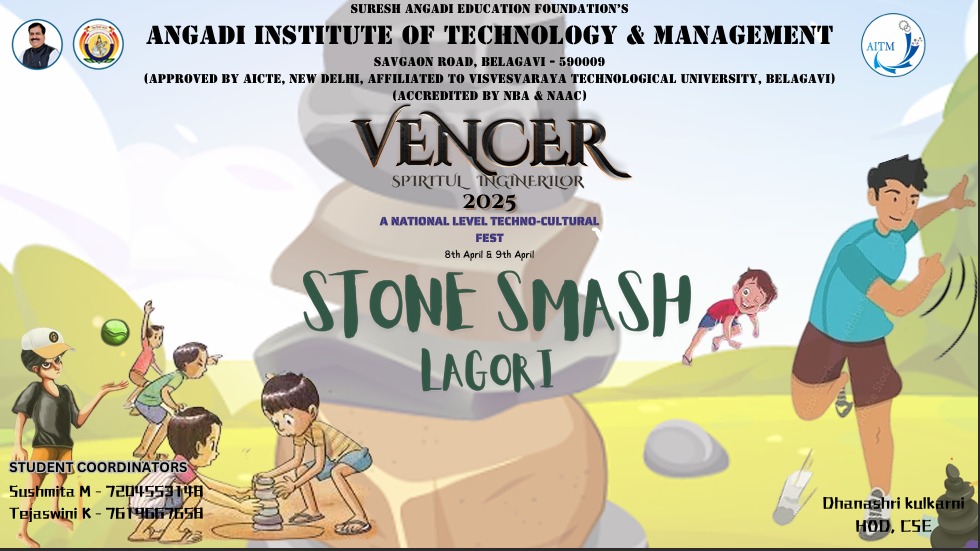 SURESH ANGADI EDUCATION FOUNDATION'S
ANGADI INSTITUTE OF TECHNOLOGY & MANAGEMENT
SAVGAON ROAD, BELAGAVI - 590009
(APPROVED BY AICTE, NEW DELHI, AFFILIATED TO VISVESVARAYA TECHNOLOGICAL UNIVERSITY, BELAGAVI)
(ACCREDITED BY NBA & NAAC)
AITM
VENCER
SPIRITUL INGINERILOR
2025
A NATIONAL LEVEL TECHNO-CULTURAL
FEST
8th April & 9th April
STONE SMASH
LAGORI
STUDENT COORDINATORS
Sushmita M - 7204553148
Tejaswini K - 7619667658
Dhanashri kulkarni
HOD, CSE